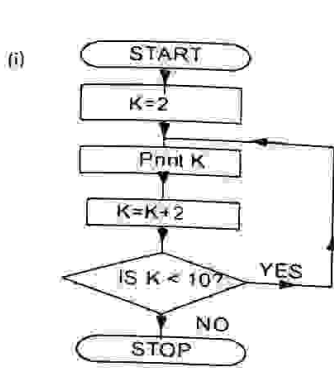 (i)
START
K=2
Print K
K=K+2
IS K < 10?
YES
NO
STOP